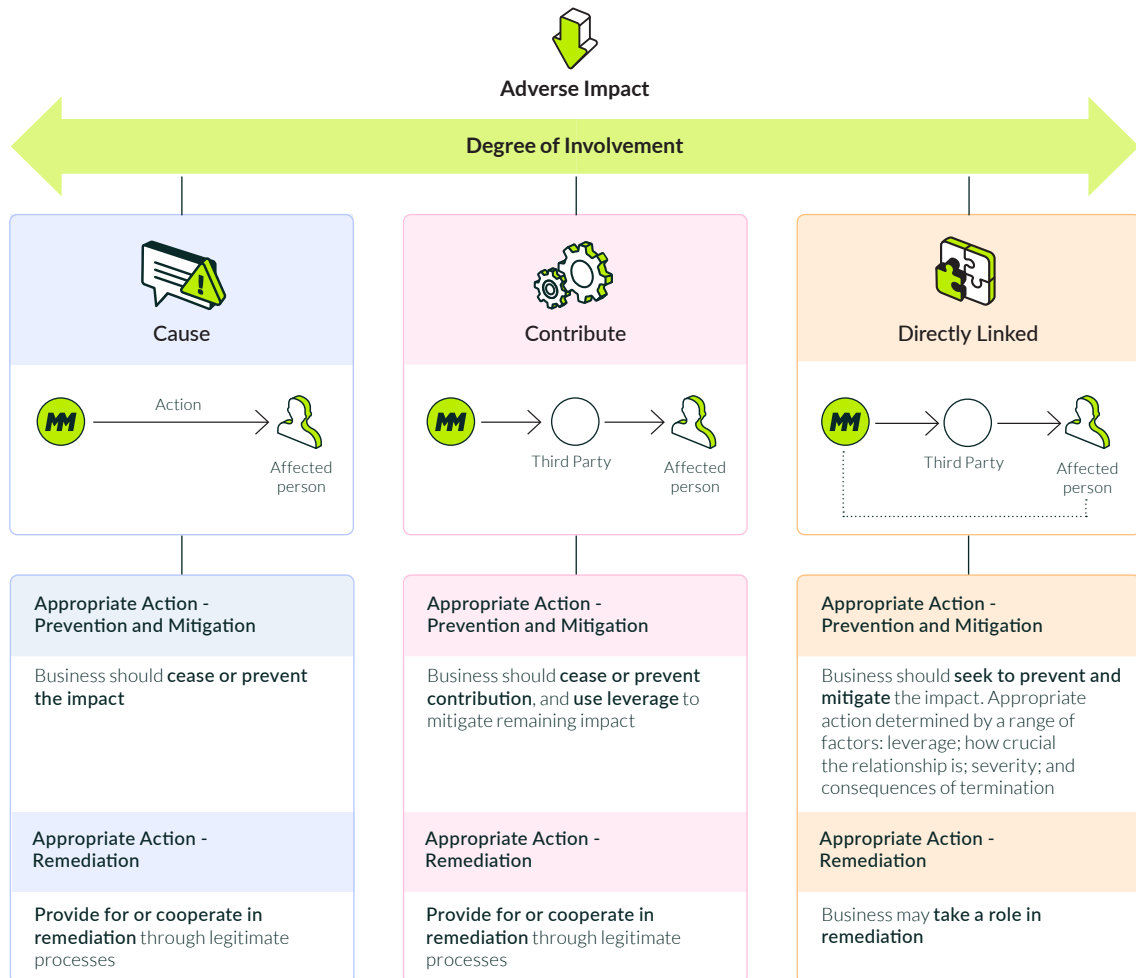 Adverse Impact
Degree of Involvement
Cause
MM
Action
Affected
person
Appropriate Action -
Prevention and Mitigation
Business should cease or prevent
the impact
Appropriate Action -
Remediation
Provide for or cooperate in
remediation through legitimate
processes
Contribute
MM
Third Party
Affected
person
Appropriate Action -
Prevention and Mitigation
Business should cease or prevent
contribution, and use leverage to
mitigate remaining impact
Appropriate Action -
Remediation
Provide for or cooperate in
remediation through legitimate
processes
Directly Linked
MM
Third Party
Affected
person
Appropriate Action -
Prevention and Mitigation
Business should seek to prevent and
mitigate the impact. Appropriate
action determined by a range of
factors: leverage; how crucial
the relationship is; severity; and
consequences of termination
Appropriate Action -
Remediation
Business may take a role in
remediation